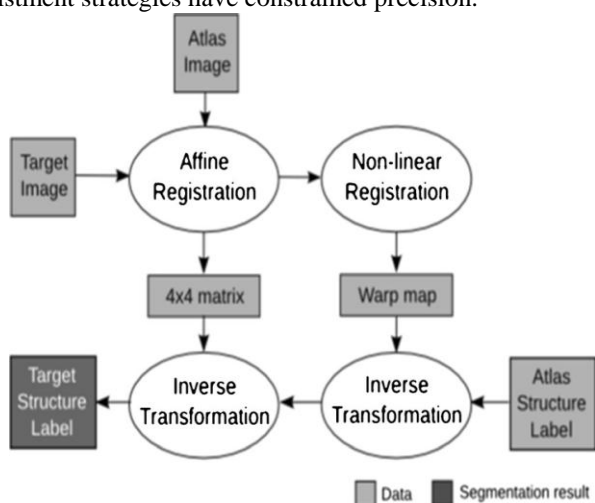 strategies have constrained precision.
Atlas
Image
Target
Image
Affine
Registration
Non-linear
Registration
4x4 matrix
Warp map
Target
Structure
Label
Inverse
Transformation
Inverse
Transformation
Atlas
Structure
Label
Data
Segmentation result